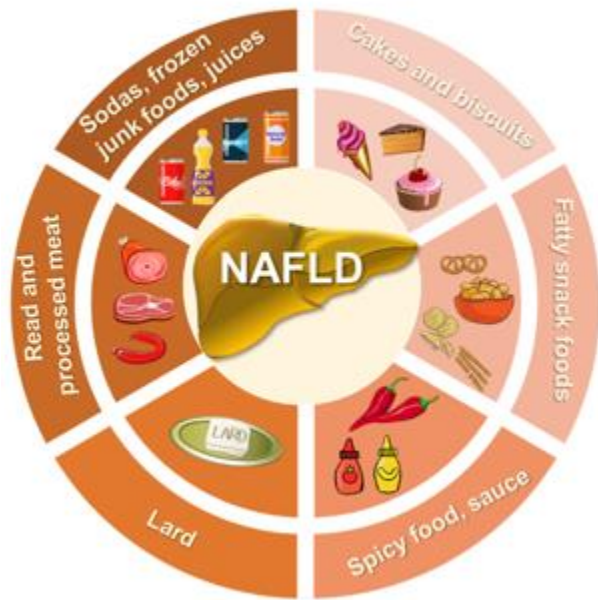 Sodas, frozen
junk foods, juices
Cakes and biscuits
Fatty snack foods
Spicy food, sauce
Lard
Read and
processed meat
NAFLD
LARD